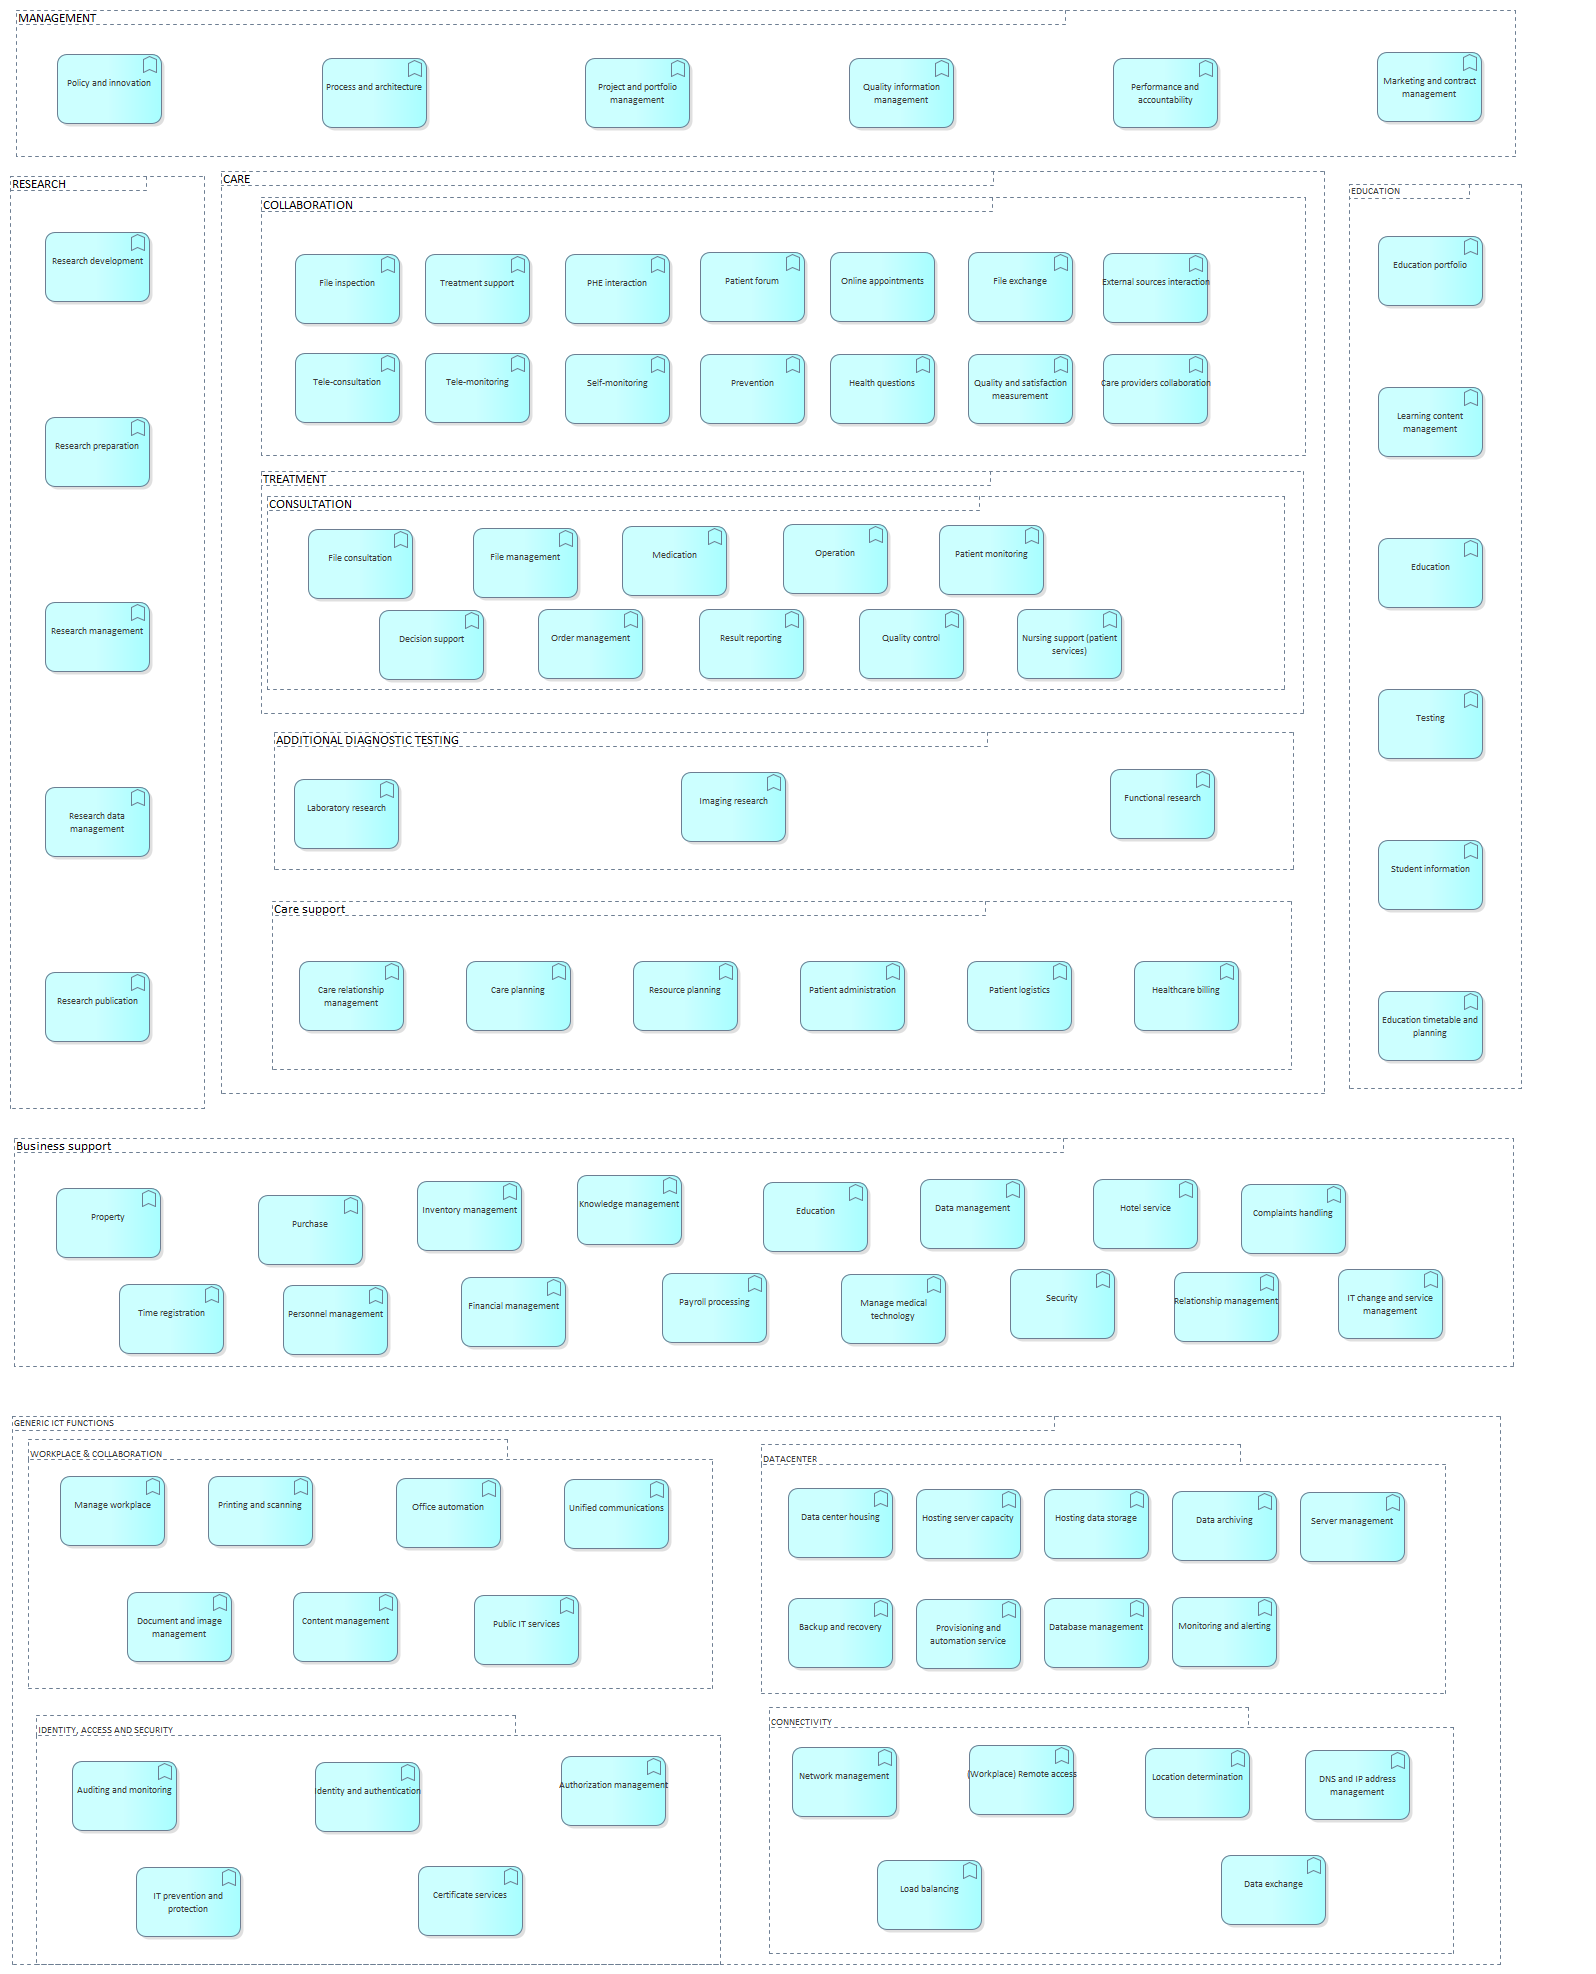 MANAGEMENT
Policy and innovation
Process and architecture
Project and portfolio
management
Quality information
management
Performance and
accountability
Marketing and contract
management
RESEARCH
Research development
Research preparation
Research management
Research data
management
Research publication
CARE
COLLABORATION
File inspection
Treatment support
PHE interaction
Patient forum
Online appointments
File exchange
External sources interaction
Tele-consultation
Tele-monitoring
Self-monitoring
Prevention
Health questions
Quality and satisfaction
measurement
Care providers collaboration
TREATMENT
CONSULTATION
File consultation
File management
Medication
Operation
Patient monitoring
Decision support
Order management
Result reporting
Quality control
Nursing support (patient
services)
ADDITIONAL DIAGNOSTIC TESTING
Laboratory research
Imaging research
Functional research
Care support
Care relationship
management
Care planning
Resource planning
Patient administration
Patient logistics
Healthcare billing
EDUCATION
Education portfolio
Learning content
management
Education
Testing
Student information
Education timetable and
planning
Business support
Property
Purchase
Inventory management
Knowledge management
Education
Data management
Hotel service
Complaints handling
Time registration
Personnel management
Financial management
Payroll processing
Manage medical
technology
Security
Relationship management
IT change and service
management
GENERIC ICT FUNCTIONS
WORKPLACE & COLLABORATION
Manage workplace
Printing and scanning
Office automation
Unified communications
Document and image
management
Content management
Public IT services
DATACENTER
Data center housing
Hosting server capacity
Hosting data storage
Data archiving
Server management
Backup and recovery
Provisioning and
automation service
Database management
Monitoring and alerting
IDENTITY, ACCESS AND SECURITY
Auditing and monitoring
Identity and authentication
Authorization management
IT prevention and
protection
Certificate services
CONNECTIVITY
Network management
(Workplace) Remote access
Location determination
DNS and IP address
management
Load balancing
Data exchange